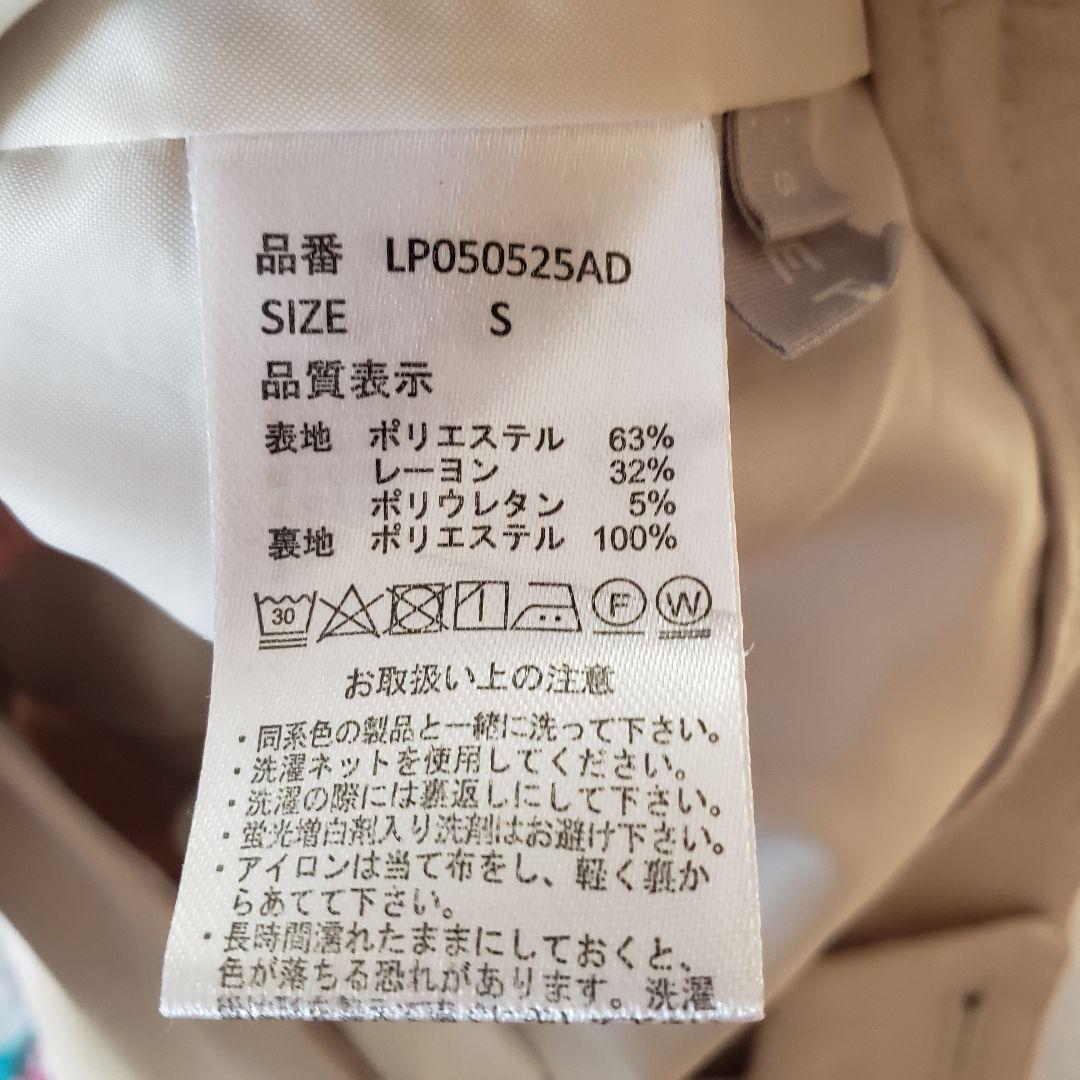 品番 LP050525AD
SIZE S
品質表示
表地 ポリエステル 63%
レーヨン 32%
ポリウレタン 5%
裏地 ポリエステル 100%
30 F W
お取扱い上の注意
・同系色の製品と一緒に洗って下さい。
・洗濯ネットを使用してください。
・洗濯の際には裏返しにして下さい。
・蛍光増白剤入り洗剤はお避け下さい。
・アイロンは当て布をし、軽く裏か
らあてて下さい。
・長時間濡れたままにしておくと、
色が落ちる恐れがあります。洗濯